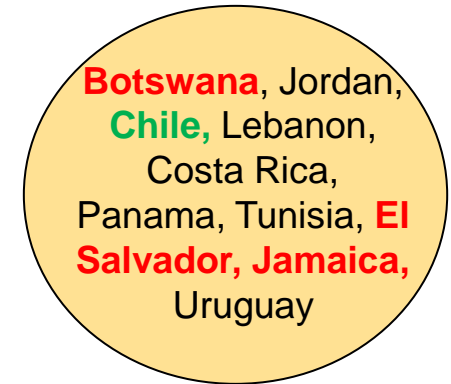 Botswana, Jordan,
Chile, Lebanon,
Costa Rica,
Panama, Tunisia, El
Salvador, Jamaica,
Uruguay